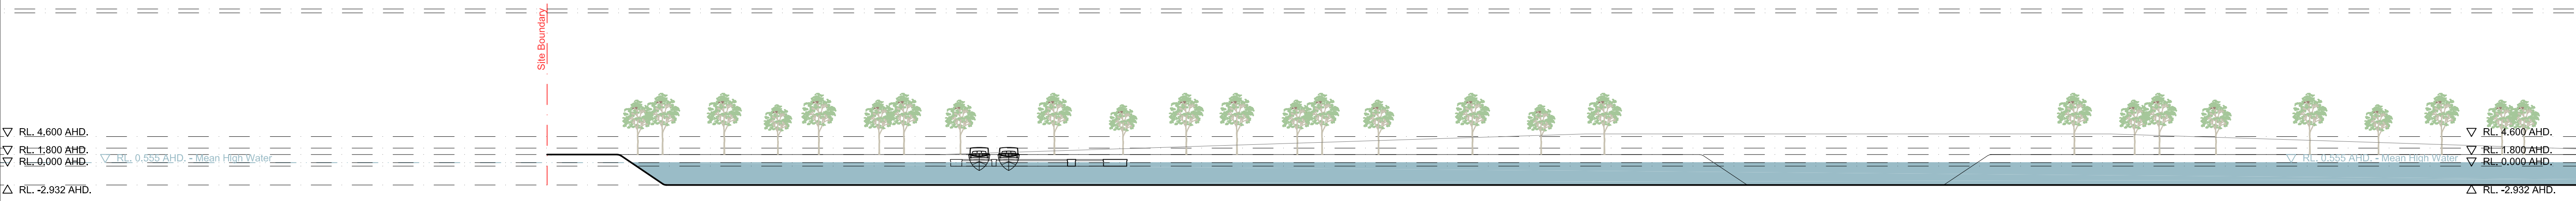 Site Boundary
RL. 4.600 AHD.
RL. 1.800 AHD.
RL. 0.555 AHD. - Mean High Water
RL. 0.000 AHD.
RL. -2.932 AHD.
RL. 4.600 AHD.
RL. 1.800 AHD.
RL. 0.555 AHD. - Mean High Water
RL. 0.000 AHD.
RL. -2.932 AHD.